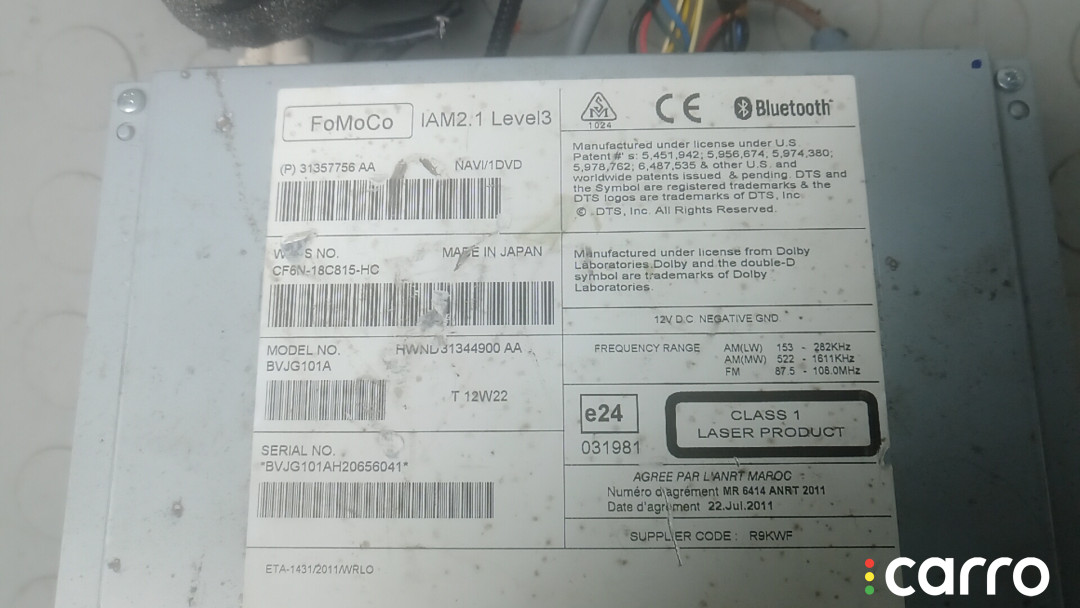 FoMoCo IAM2.1 Level3
(P) 31357756 AA NAVI/1DVD
NO.
MADE IN JAPAN
CF6N-18C815-HC
MODEL NO. HWND31344900 AA
BVJG101A
T 12W22
SERIAL NO.
*BVJG101AH20656041*
ETA-1431/2011/WRLO
SM
1024
CE
Bluetooth
Manufactured under license under U.S.
Patent #' s: 5,451,942; 5,956,674, 5,974,380;
5,978,762; 6,487,535 & other U.S. and
worldwide patents issued & pending. DTS and
the Symbol are registered trademarks & the
DTS logos are trademarks of DTS, Inc
© .DTS, Inc. All Rights Reserved.
Manufactured under license from Dolby
Laboratories. Dolby and the double-D
symbol are trademarks of Dolby
Laboratories.
12V D.C NEGATIVE GND
FREQUENCY RANGE AM(LW) 153 - 282KHz
AM(MW) 522 - 1611KHz
FM 87.5 - 108.0MHz
e24
031981
CLASS 1
LASER PRODUCT
AGREE PAR L'ANRT MAROC
Numéro d'agrément MR 6414 ANRT 2011
Date d'agrément 22.Jul.2011
SUPPLIER CODE : R9KWF
carro